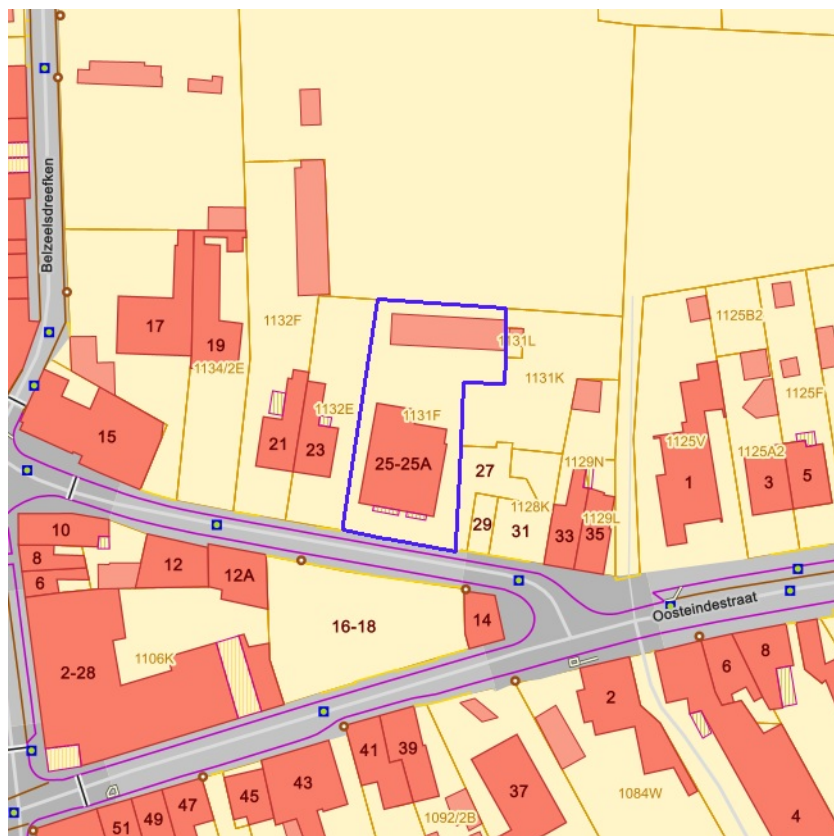 Belzeelsdreefken
17
19
1134/2E
1132F
1132E
21
23
15
1131L
1131K
1131F
25-25A
27
29
31
1128K
1129N
1129L
33
35
1125B2
1125F
1125V
1125A2
1
3
5
10
8
6
12
12A
14
16-18
1106K
2-28
Oosteindestraat
2
6
8
4
41
39
43
45
47
49
51
37
1092/2B
1084W